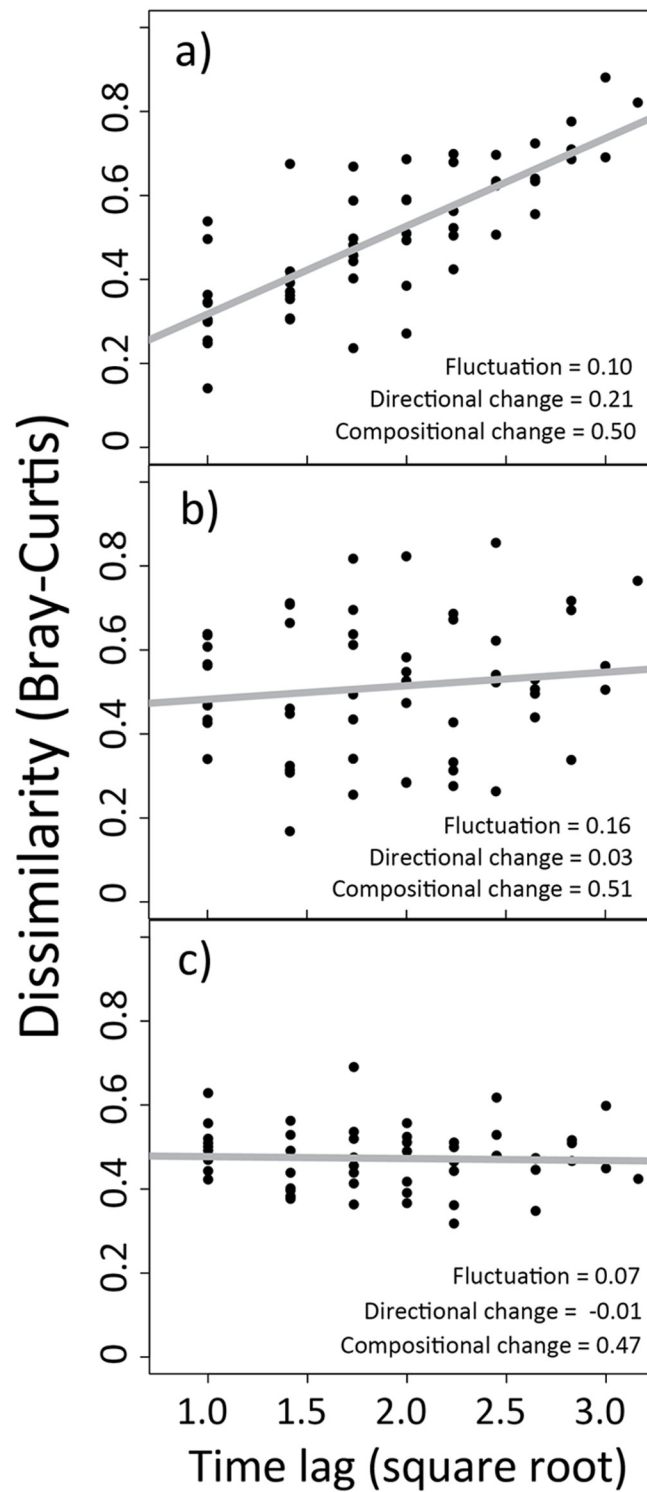 Dissimilarity (Bray-Curtis)
a)
0.8
0.6
0.4
0.2
0
Fluctuation = 0.10
Directional change = 0.21
Compositional change = 0.50
b)
0.8
0.6
0.4
0.2
0
Fluctuation = 0.16
Directional change = 0.03
Compositional change = 0.51
c)
0.8
0.6
0.4
0.2
0
Fluctuation = 0.07
Directional change = -0.01
Compositional change = 0.47
1.0 1.5 2.0 2.5 3.0
Time lag (square root)